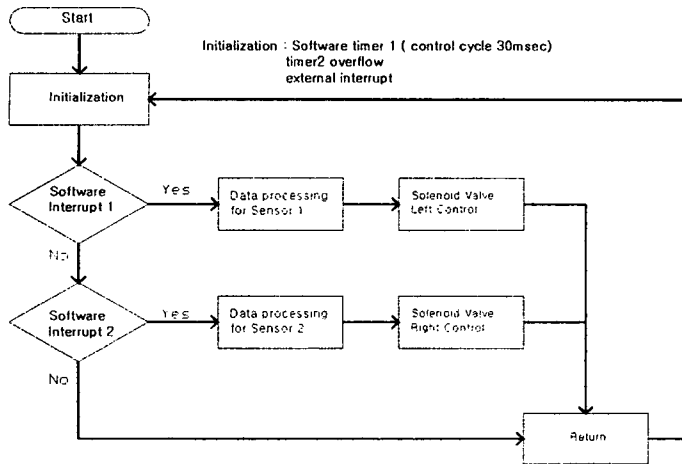 Start
Initialization : Software timer 1 ( control cycle 30msec)
timer2 overflow
external interrupt
Initialization
Software
Interrupt 1
Yes
Data processing
for Sensor 1
Solenoid Valve
Left Control
No
Software
Interrupt 2
Yes
Data processing
for Sensor 2
Solenoid Valve
Right Control
No
Return